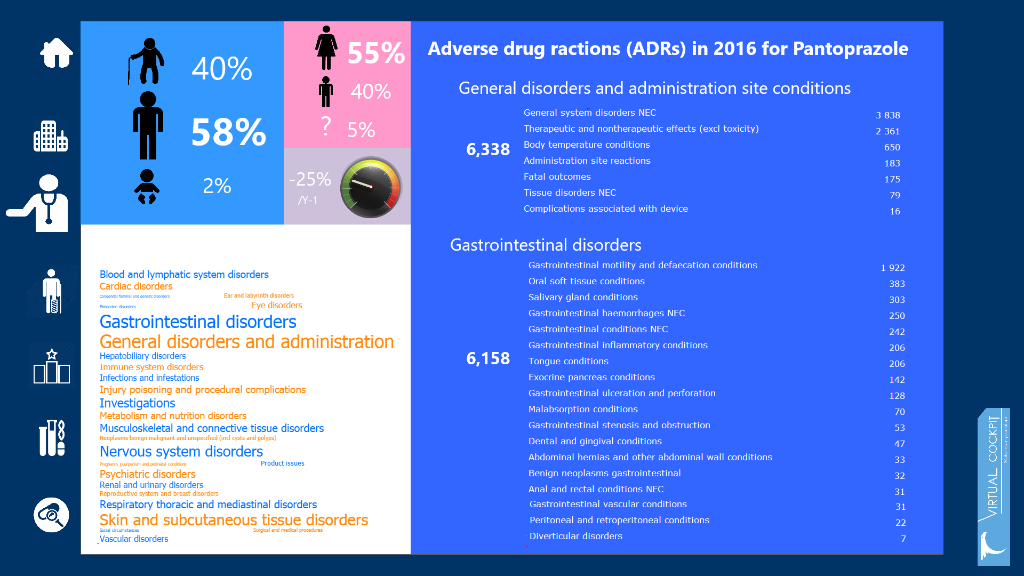 40%
58%
2%
55%
40%
? 5%
-25%
/Y-1
Blood and lymphatic system disorders
Cardiac disorders
Congenital familial and genetic disorders
Ear and labyrinth disorders
Eye disorders
Gastrointestinal disorders
General disorders and administration
Hepatobiliary disorders
Immune system disorders
Infections and infestations
Injury poisoning and procedural complications
Investigations
Metabolism and nutrition disorders
Musculoskeletal and connective tissue disorders
Neoplasms benign malignant and unspecified (incl cysts and polyps)
Nervous system disorders
Pregnancy puerperium and perinatal conditions
Product issues
Psychiatric disorders
Renal and urinary disorders
Reproductive system and breast disorders
Respiratory thoracic and mediastinal disorders
Skin and subcutaneous tissue disorders
Social circumstances
Surgical and medical procedures
Vascular disorders
Adverse drug ractions (ADRs) in 2016 for Pantoprazole
General disorders and administration site conditions
6,338
General system disorders NEC 3 838
Therapeutic and nontherapeutic effects (excl toxicity) 2 361
Body temperature conditions 650
Administration site reactions 183
Fatal outcomes 175
Tissue disorders NEC 79
Complications associated with device 16
Gastrointestinal disorders
6,158
Gastrointestinal motility and defaecation conditions 1 922
Oral soft tissue conditions 383
Salivary gland conditions 303
Gastrointestinal haemorrhages NEC 250
Gastrointestinal conditions NEC 242
Gastrointestinal inflammatory conditions 206
Tongue conditions 206
Exocrine pancreas conditions 142
Gastrointestinal ulceration and perforation 128
Malabsorption conditions 70
Gastrointestinal stenosis and obstruction 53
Dental and gingival conditions 47
Abdominal hernias and other abdominal wall conditions 33
Benign neoplasms gastrointestinal 32
Anal and rectal conditions NEC 31
Gastrointestinal vascular conditions 31
Peritoneal and retroperitoneal conditions 22
Diverticular disorders 7
VIRTUAL COCKPIT